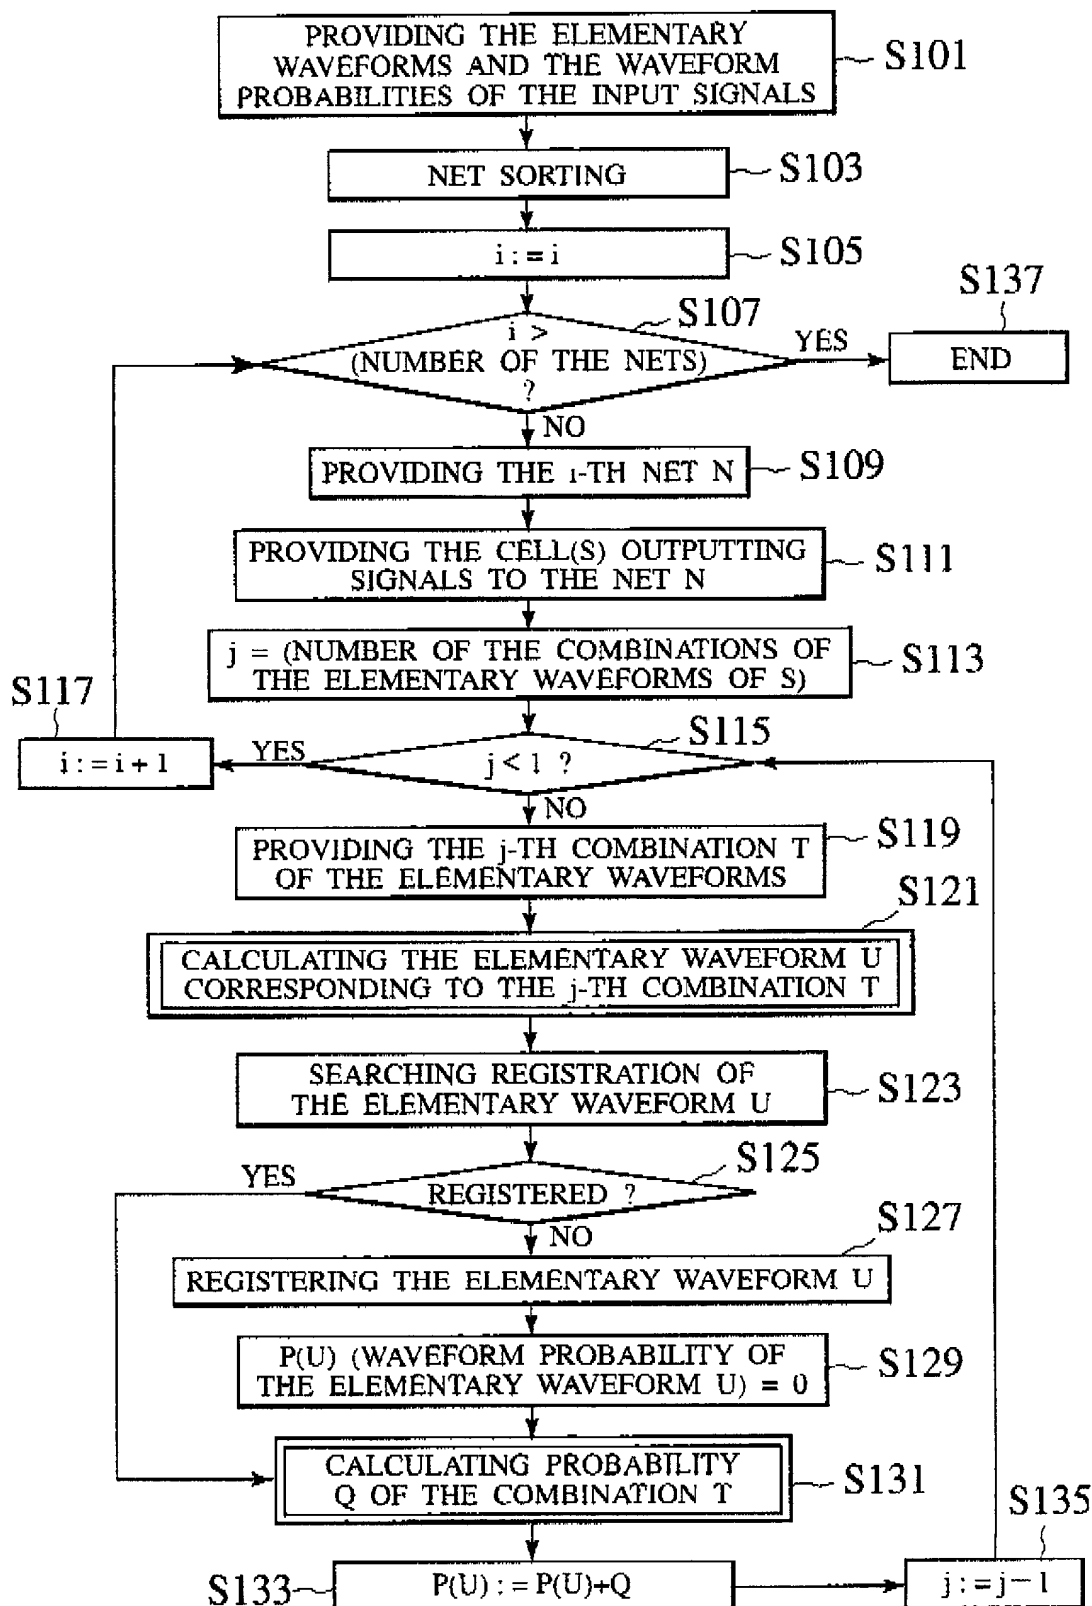 PROVIDING THE ELEMENTARY
WAVEFORMS AND THE WAVEFORM
PROBABILITIES OF THE INPUT SIGNALS
S101
NET SORTING
S103
i : = i
S105
S107
i >
(NUMBER OF THE NETS)
?
YES
S137
END
NO
PROVIDING THE i-TH NET N
S109
PROVIDING THE CELL(S) OUTPUTTING
SIGNALS TO THE NET N
S111
j = (NUMBER OF THE COMBINATIONS OF
THE ELEMENTARY WAVEFORMS OF S)
S113
S117
i : = i + 1
YES
S115
j < 1 ?
NO
PROVIDING THE j-TH COMBINATION T
OF THE ELEMENTARY WAVEFORMS
S119
S121
CALCULATING THE ELEMENTARY WAVEFORM U
CORRESPONDING TO THE j-TH COMBINATION T
SEARCHING REGISTRATION OF
THE ELEMENTARY WAVEFORM U
S123
YES
S125
REGISTERED ?
NO
S127
REGISTERING THE ELEMENTARY WAVEFORM U
P(U) (WAVEFORM PROBABILITY OF
THE ELEMENTARY WAVEFORM U) = 0
S129
CALCULATING PROBABILITY
Q OF THE COMBINATION T
S131
S133
P(U) : = P(U)+Q
S135
j : = j - 1